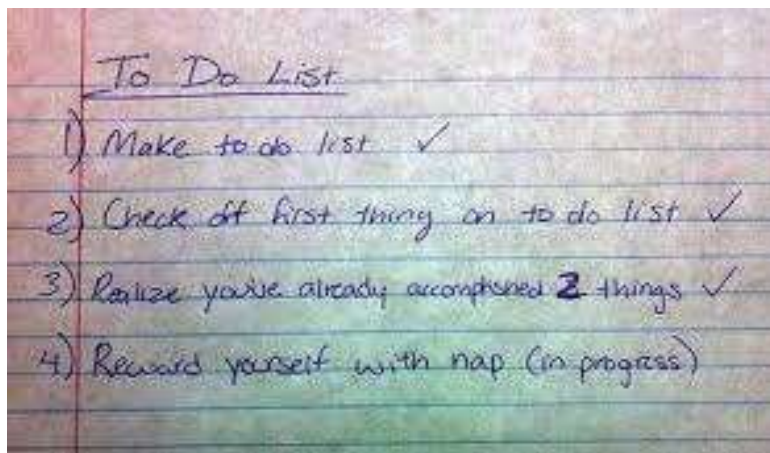 To Do List
1) Make to do list ✓
2) Check off first thing on to do list ✓
3) Realize you've already accomplished 2 things ✓
4) Reward yourself with nap (in progress)